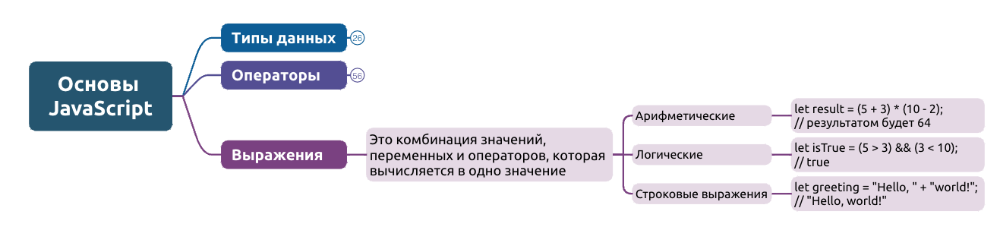 Основы
JavaScript
Типы данных
26
Операторы
56
Выражения
Это комбинация значений,
переменных и операторов, которая
вычисляется в одно значение
Арифметические
let result = (5 + 3) * (10 - 2);
// результатом будет 64
Логические
let isTrue = (5 > 3) && (3 < 10);
// true
Строковые выражения
let greeting = "Hello, " + "world!";
// "Hello, world!"